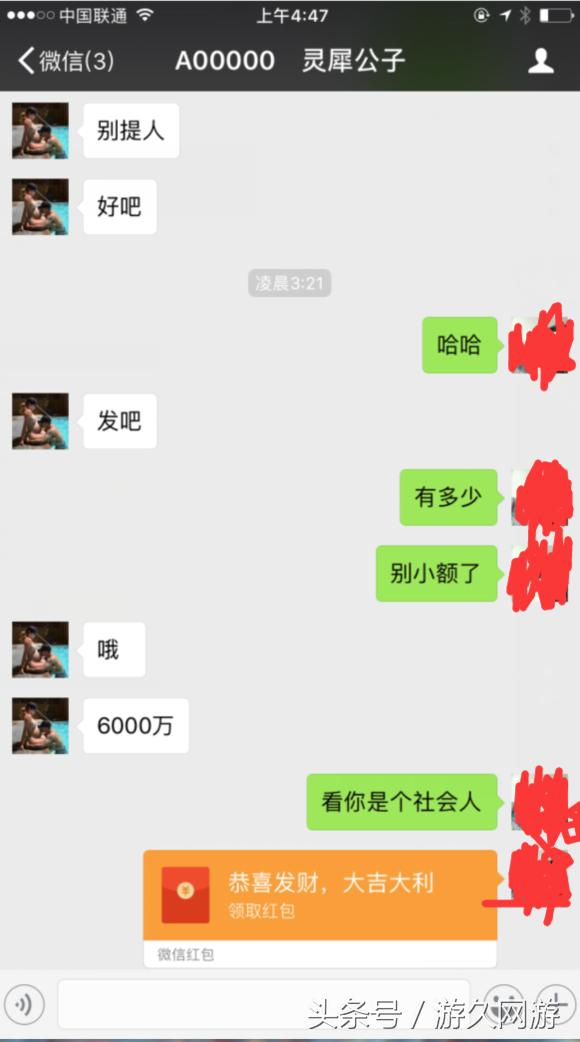 中国联通 上午4:47
微信(3) A00000 灵犀公子
别提人
好吧
凌晨3:21
哈哈
发吧
有多少
别小额了
哦
6000万
看你是个社会人
恭喜发财，大吉大利
领取红包
微信红包
头条号 / 游久网游